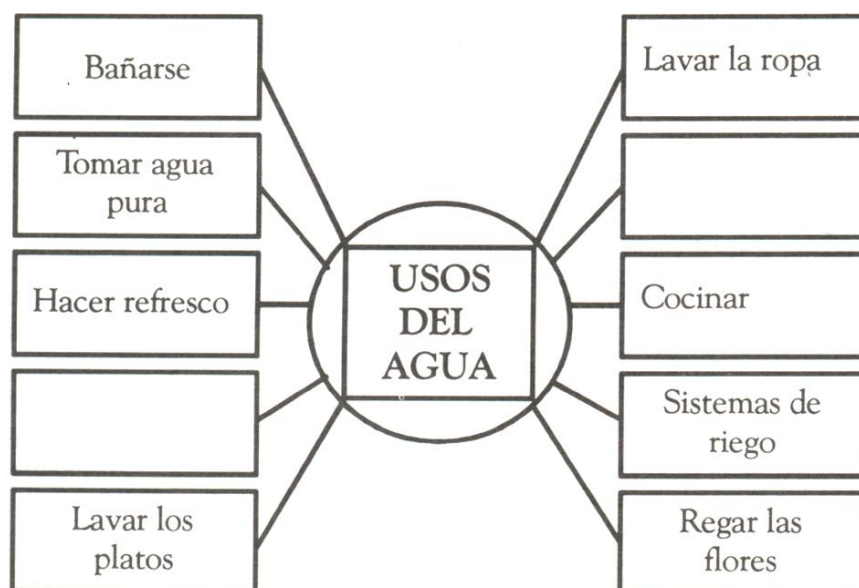 Bañarse
Tomar agua
pura
Hacer refresco
Lavar los
platos
USOS
DEL
AGUA
Lavar la ropa
Cocinar
Sistemas de
riego
Regar las
flores